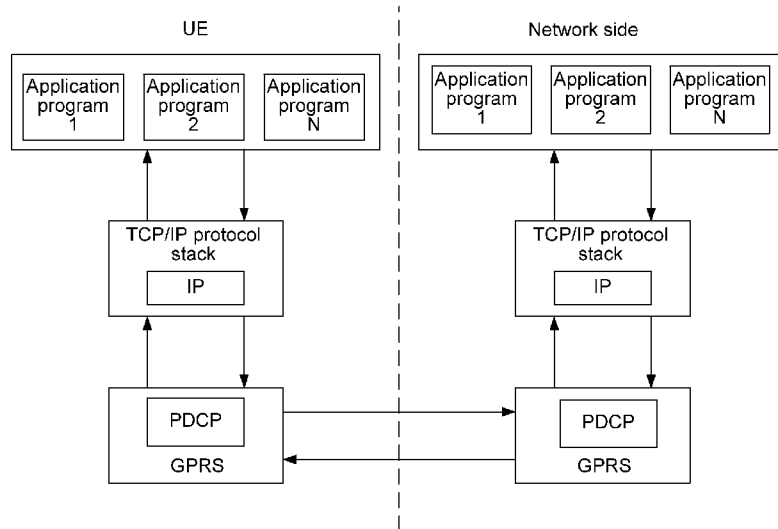 UE
Application
program
1
Application
program
2
Application
program
N
TCP/IP protocol
stack
IP
PDCP
GPRS
Network side
Application
program
1
Application
program
2
Application
program
N
TCP/IP protocol
stack
IP
PDCP
GPRS